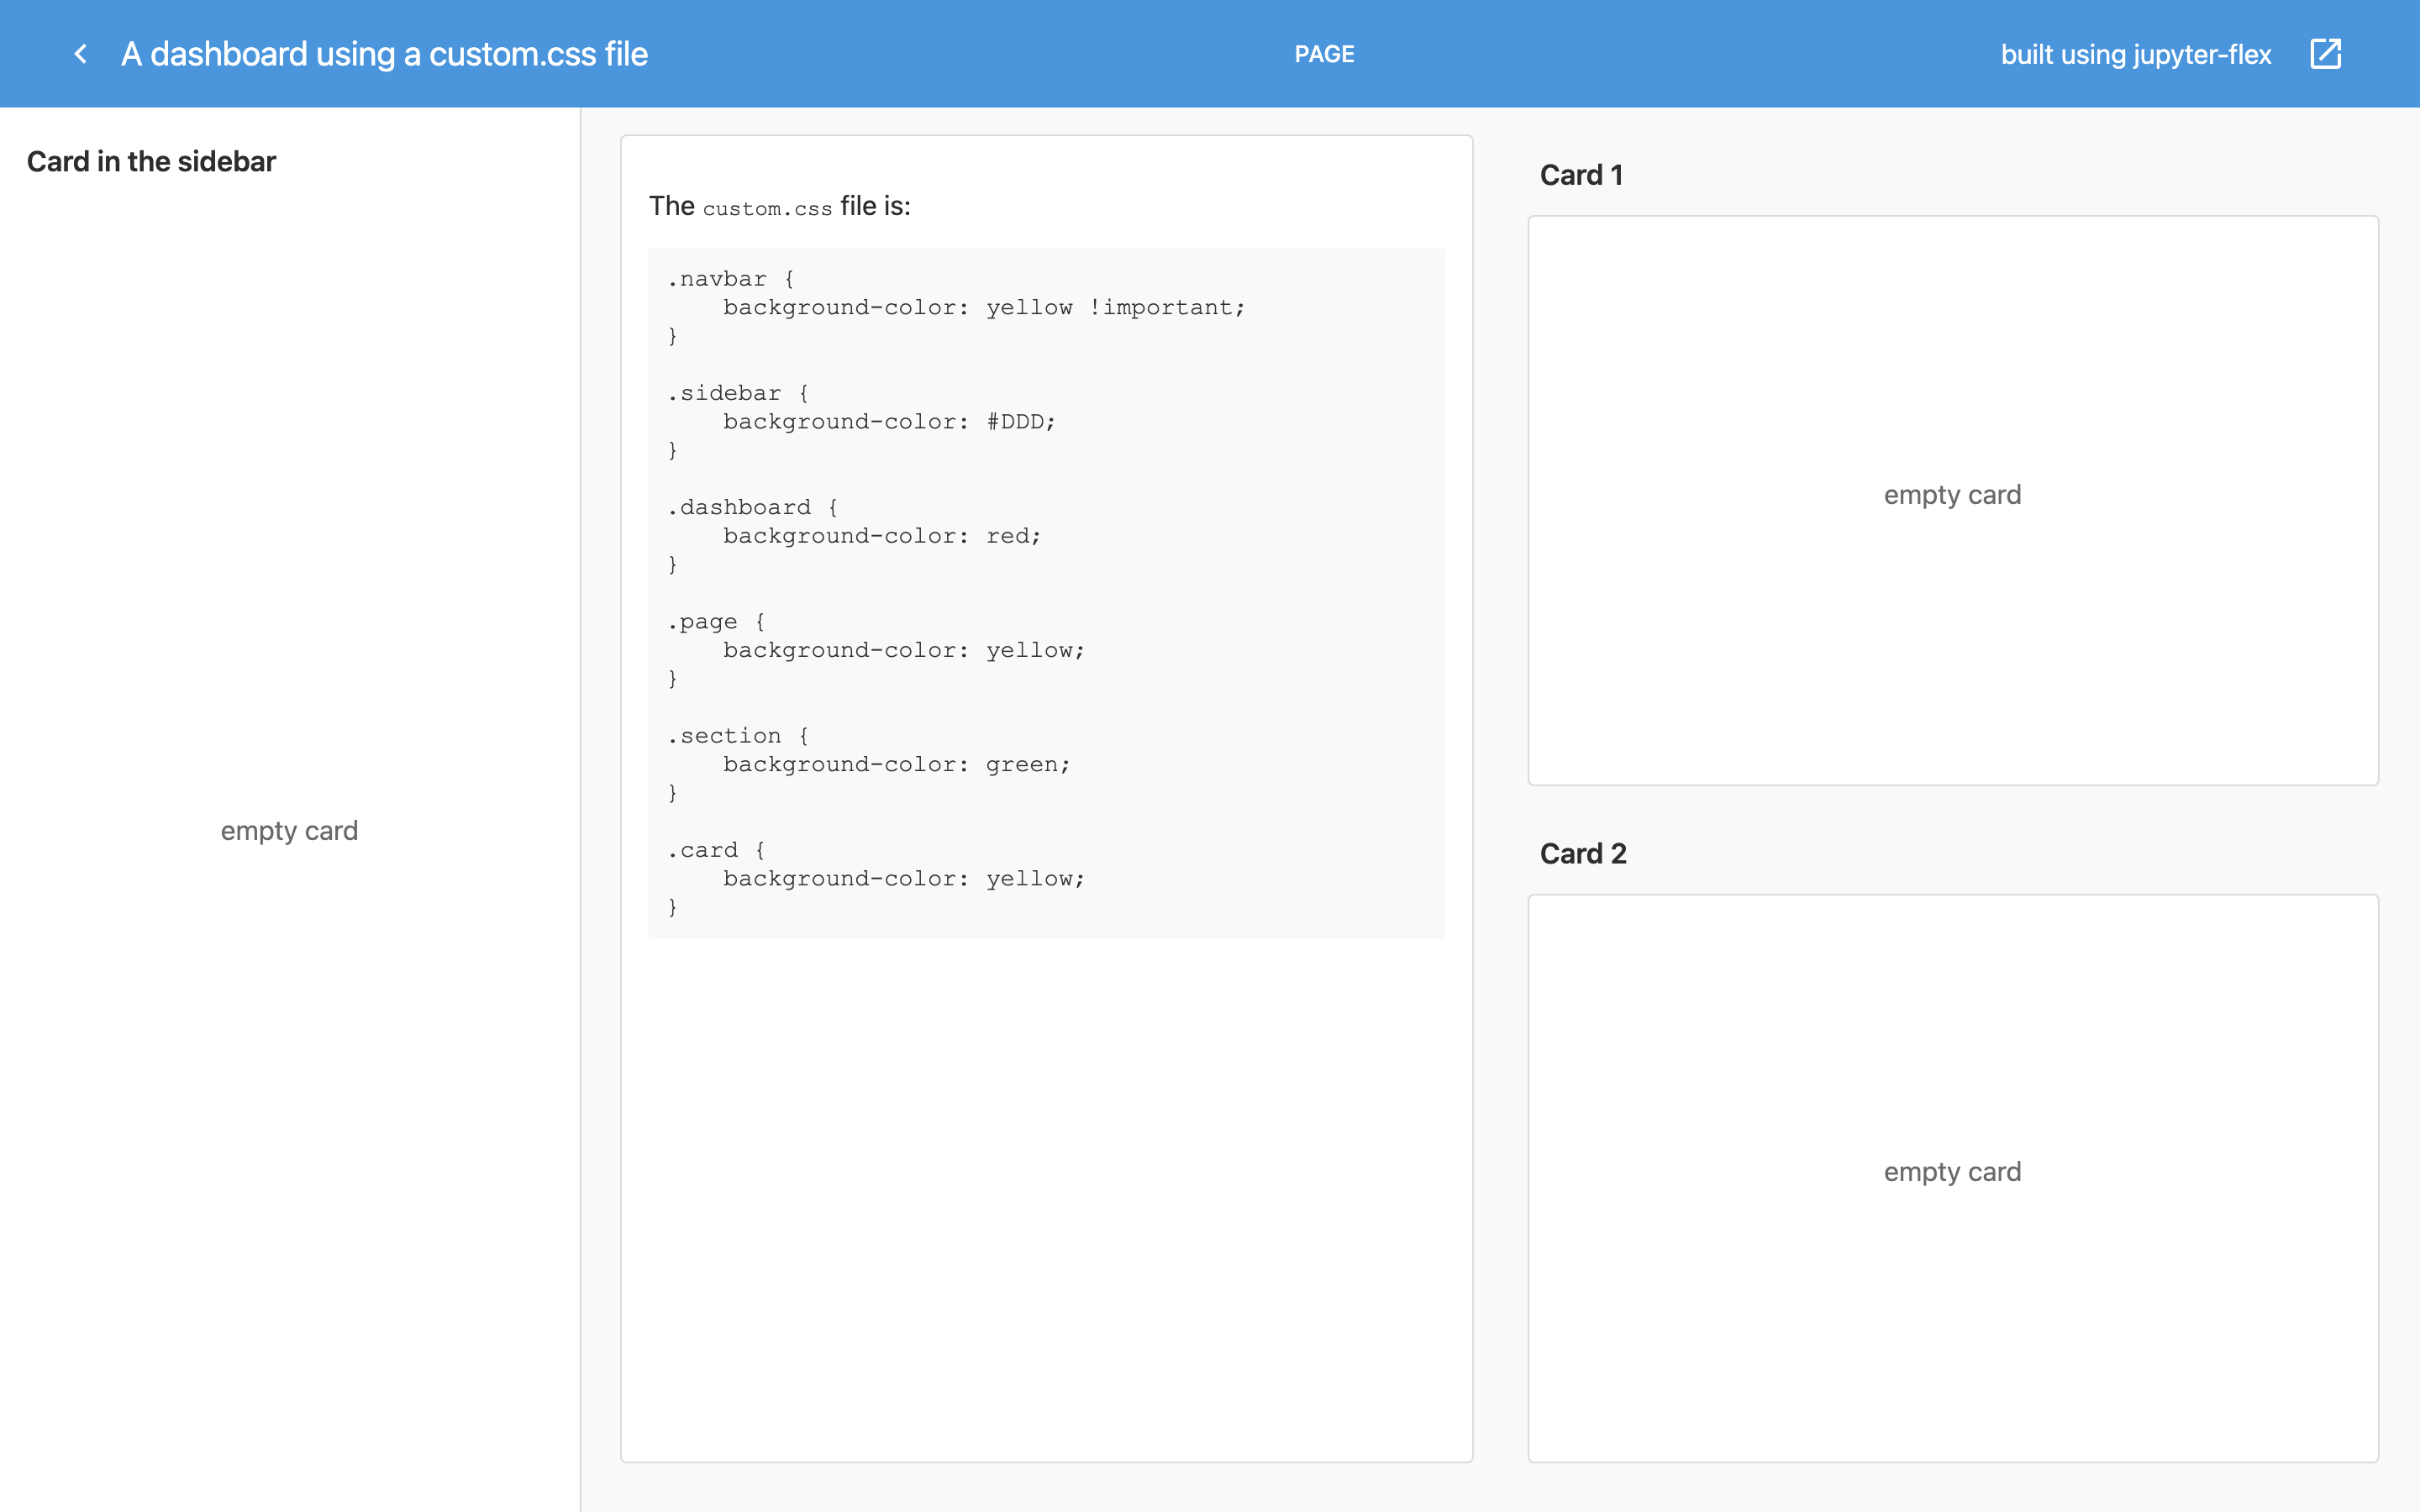 A dashboard using a custom.css file
PAGE
built using jupyter-flex
Card in the sidebar
empty card
The custom.css file is:
.navbar {
    background-color: yellow !important;
}
.sidebar {
    background-color: #DDD;
}
.dashboard {
    background-color: red;
}
.page {
    background-color: yellow;
}
.section {
    background-color: green;
}
.card {
    background-color: yellow;
}
Card 1
empty card
Card 2
empty card